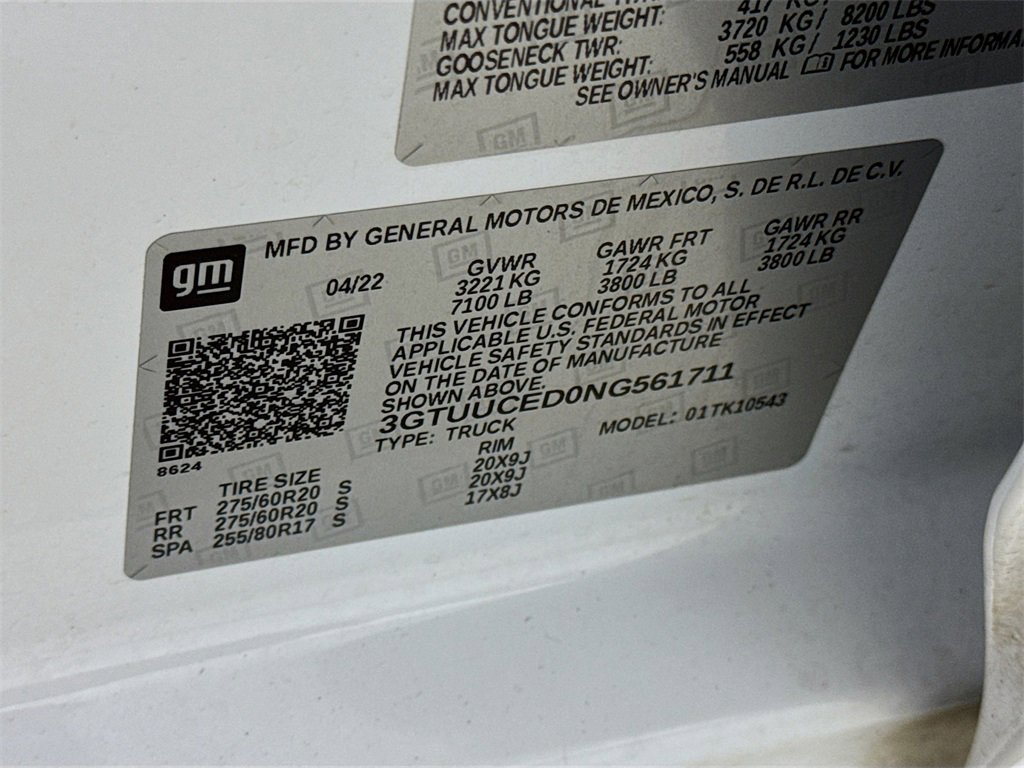 CONVENTIONAL
417
MAX TONGUE WEIGHT: 3720 KG/ 8200 LBS
GOOSENECK TWR: 558 KG/ 1230 LBS
MAX TONGUE WEIGHT:
SEE OWNER'S MANUAL FOR MORE
gm
MFD BY GENERAL MOTORS DE MEXICO, S. DE R.L. DE C.V.
04/22 GVWR GAWR FRT GAWR RR
3221 KG 1724 KG 1724 KG
7100 LB 3800 LB 3800 LB
THIS VEHICLE CONFORMS TO ALL
APPLICABLE U.S. FEDERAL MOTOR
VEHICLE SAFETY STANDARDS IN EFFECT
ON THE DATE OF MANUFACTURE
SHOWN ABOVE.
3GTUUCED0NG561711
TYPE: TRUCK MODEL: 01TK10543
8624
TIRE SIZE RIM
FRT 275/60R20 S 20X9J
RR 275/60R20 S 20X9J
SPA 255/80R17 S 17X8J